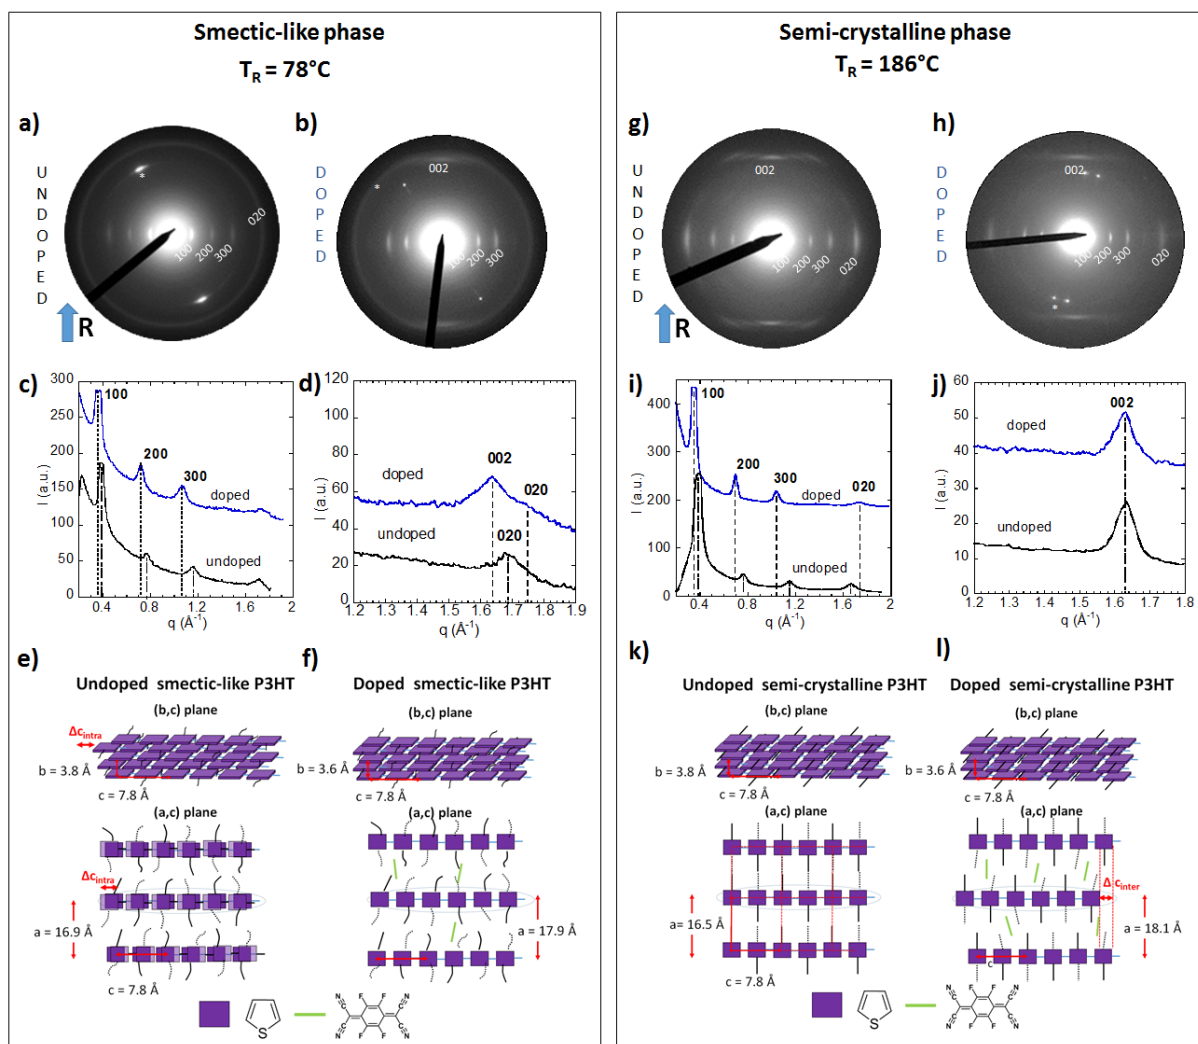 Smectic-like phase
T_R = 78°C
a)
b)
UNDOPED
*
020
100
200
300
R
DOPED
*
002
100
200
300
c)
300
250
200
150
100
50
0
I (a.u.)
100
200
300
doped
undoped
0.4
0.8
1.2
1.6
2
q (Å⁻¹)
d)
120
100
80
60
40
20
0
I (a.u.)
doped
002
020
undoped
020
1.2
1.3
1.4
1.5
1.6
1.7
1.8
1.9
q (Å⁻¹)
e)
Undoped smectic-like P3HT
(b,c) plane
Δc_intra
b = 3.8 Å
c = 7.8 Å
(a,c) plane
Δc_intra
a = 16.9 Å
c = 7.8 Å
f)
Doped smectic-like P3HT
(b,c) plane
b = 3.6 Å
c = 7.8 Å
(a,c) plane
a = 17.9 Å
S
N
C
N
C
F
F
F
F
C
N
C
N
Semi-crystalline phase
T_R = 186°C
g)
h)
UNDOPED
002
100
200
300
020
R
DOPED
002
100
200
300
020
*
i)
400
300
200
100
0
I (a.u.)
100
200
300
020
doped
undoped
0.4
0.8
1.2
1.6
2
q (Å⁻¹)
j)
60
50
40
30
20
10
0
I (a.u.)
002
doped
undoped
1.2
1.3
1.4
1.5
1.6
1.7
1.8
q (Å⁻¹)
k)
Undoped semi-crystalline P3HT
(b,c) plane
b = 3.8 Å
c = 7.8 Å
(a,c) plane
a = 16.5 Å
c = 7.8 Å
l)
Doped semi-crystalline P3HT
(b,c) plane
b = 3.6 Å
c = 7.8 Å
(a,c) plane
Δc_inter
a = 18.1 Å
c
S
N
C
N
C
F
F
F
F
C
N
C
N